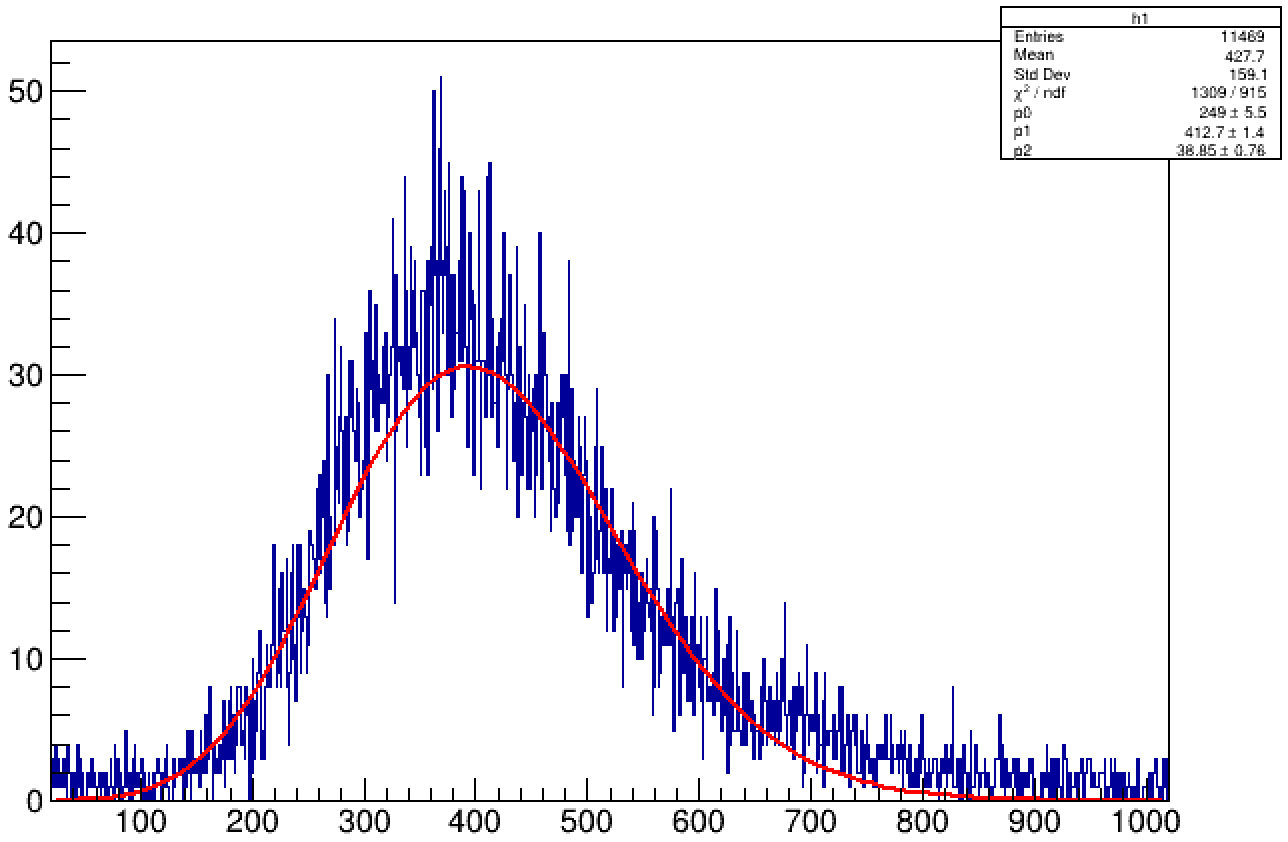 h1
Entries 11469
Mean 427.7
Std Dev 159.1
χ² / ndf 1309 / 915
p0 249 ± 5.5
p1 412.7 ± 1.4
p2 38.85 ± 0.76
50
40
30
20
10
0
100 200 300 400 500 600 700 800 900 1000